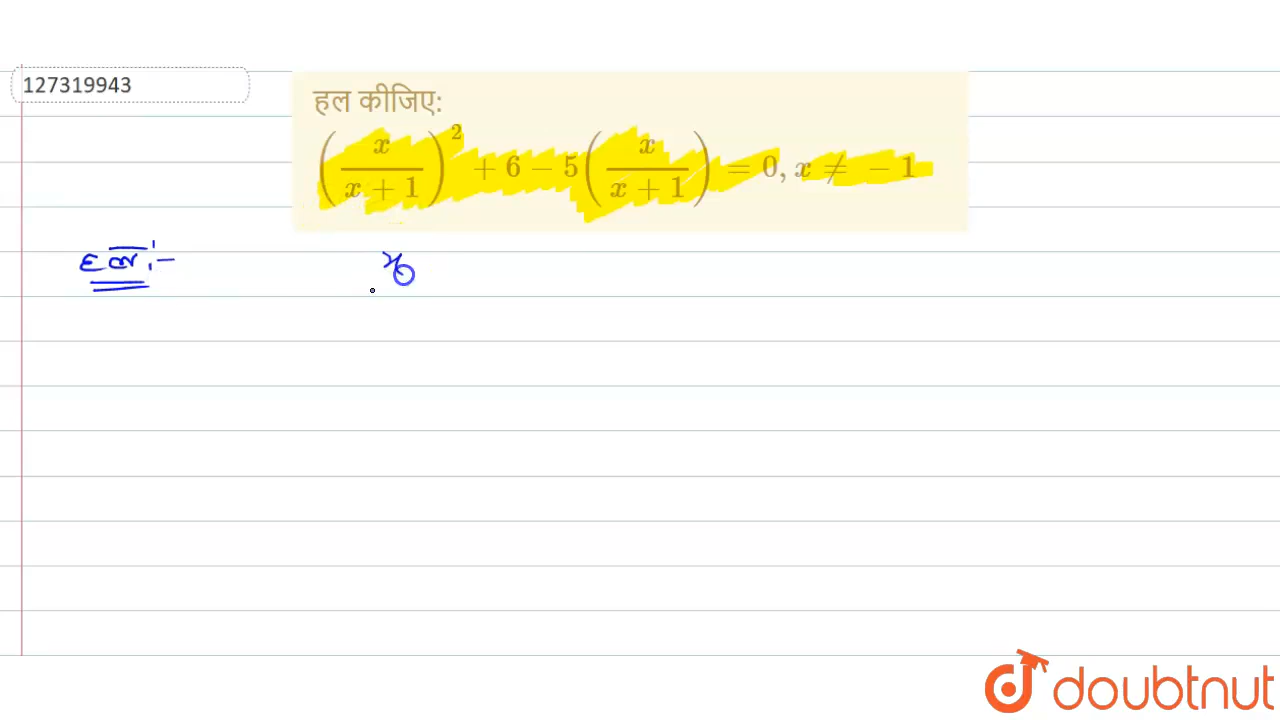 127319943
हल कीजिए:
(x/(x+1))^2 + 6 − 5(x/(x+1)) = 0, x ≠ −1
हल :-
x
doubtnut